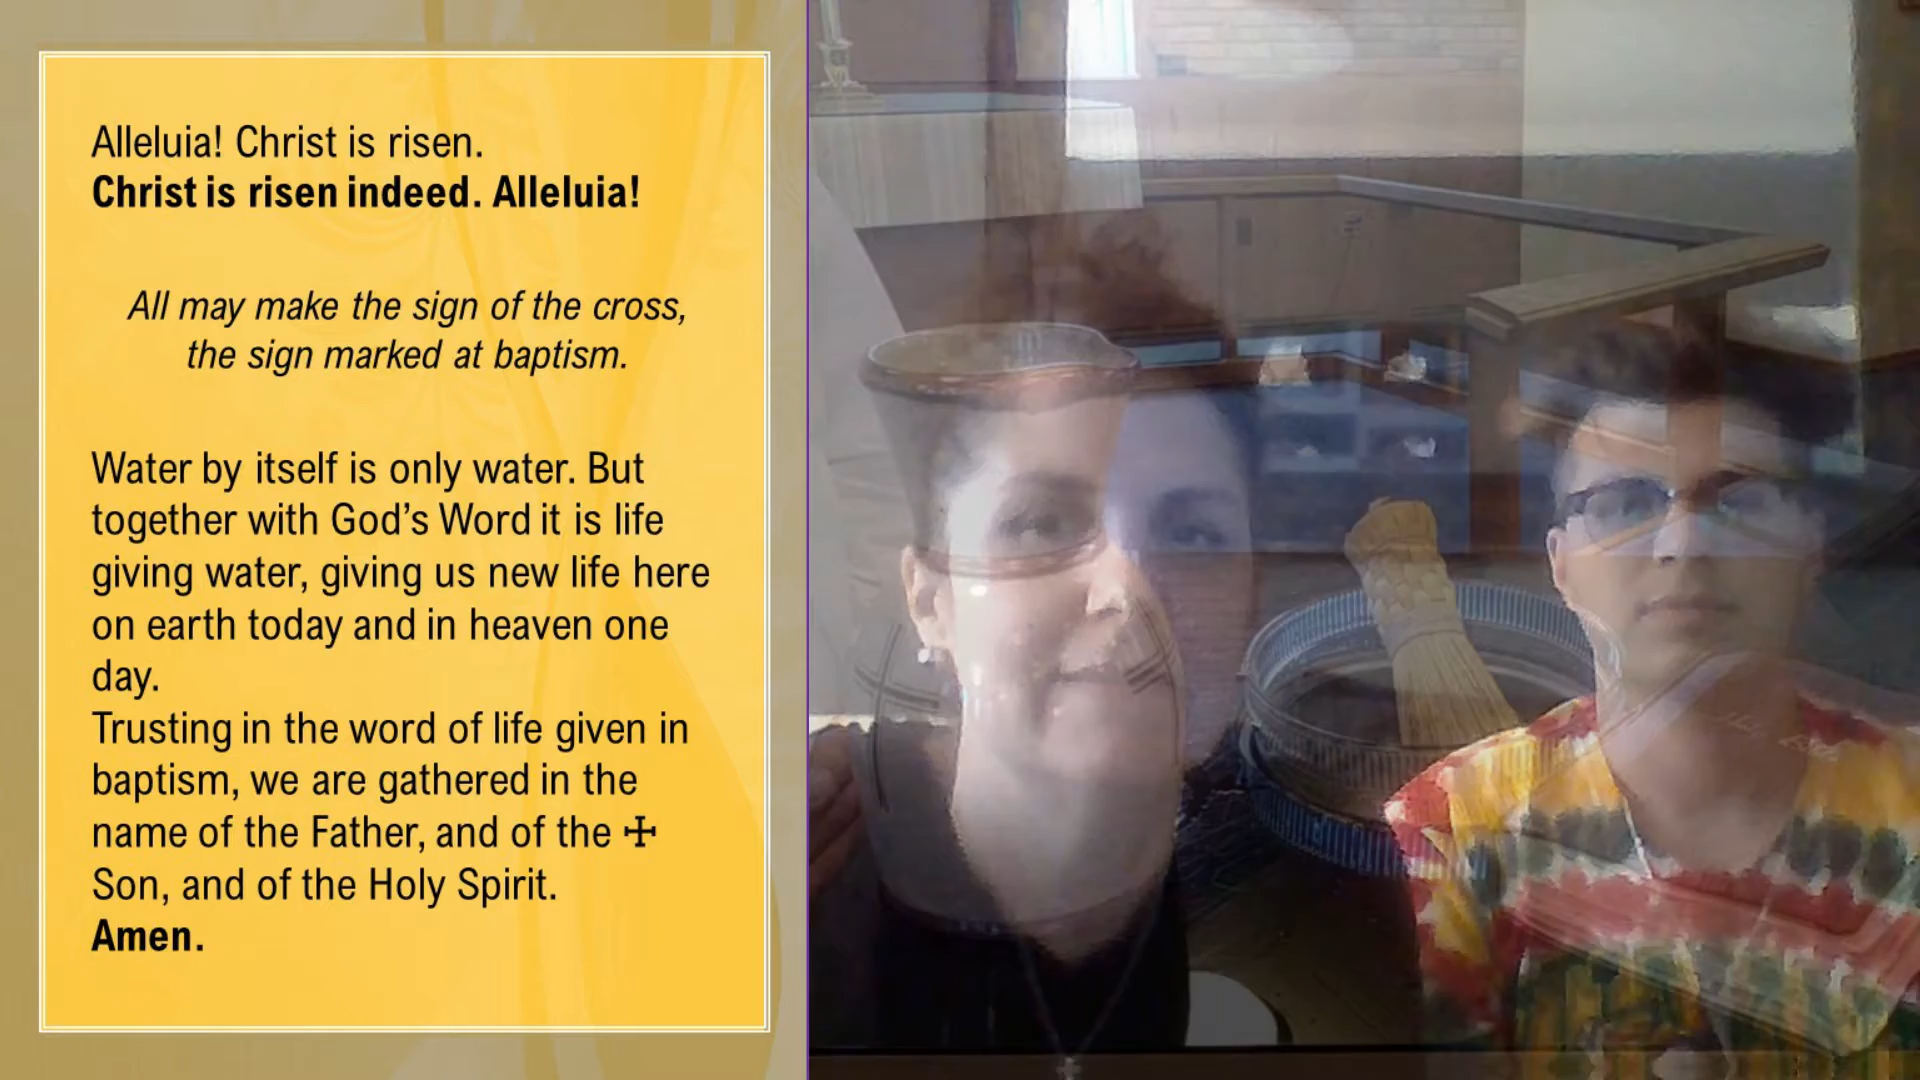 Alleluia! Christ is risen.
Christ is risen indeed. Alleluia!
All may make the sign of the cross,
the sign marked at baptism.
Water by itself is only water. But
together with God’s Word it is life
giving water, giving us new life here
on earth today and in heaven one
day.
Trusting in the word of life given in
baptism, we are gathered in the
name of the Father, and of the ☩
Son, and of the Holy Spirit.
Amen.